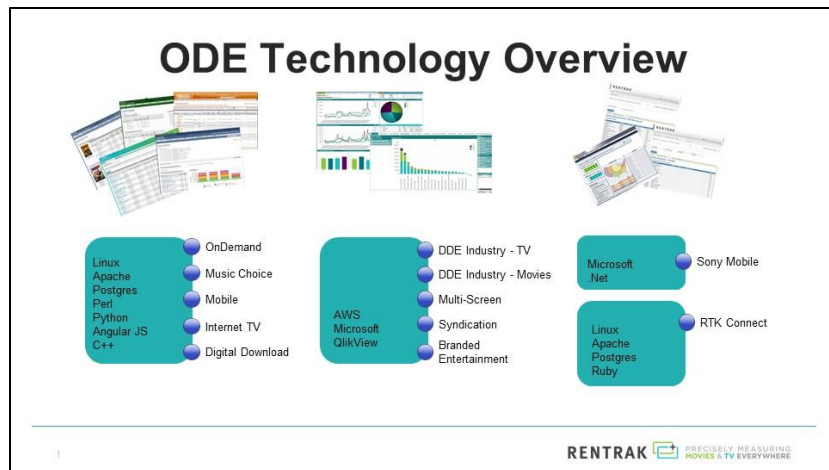 ODE Technology Overview
RENTRAK
RENTRAK
Linux
Apache
Postgres
Perl
Python
Angular JS
C++
OnDemand
Music Choice
Mobile
Internet TV
Digital Download
AWS
Microsoft
QlikView
DDE Industry - TV
DDE Industry - Movies
Multi-Screen
Syndication
Branded
Entertainment
Microsoft
.Net
Sony Mobile
Linux
Apache
Postgres
Ruby
RTK Connect
1
RENTRAK
PRECISELY MEASURING
MOVIES & TV EVERYWHERE